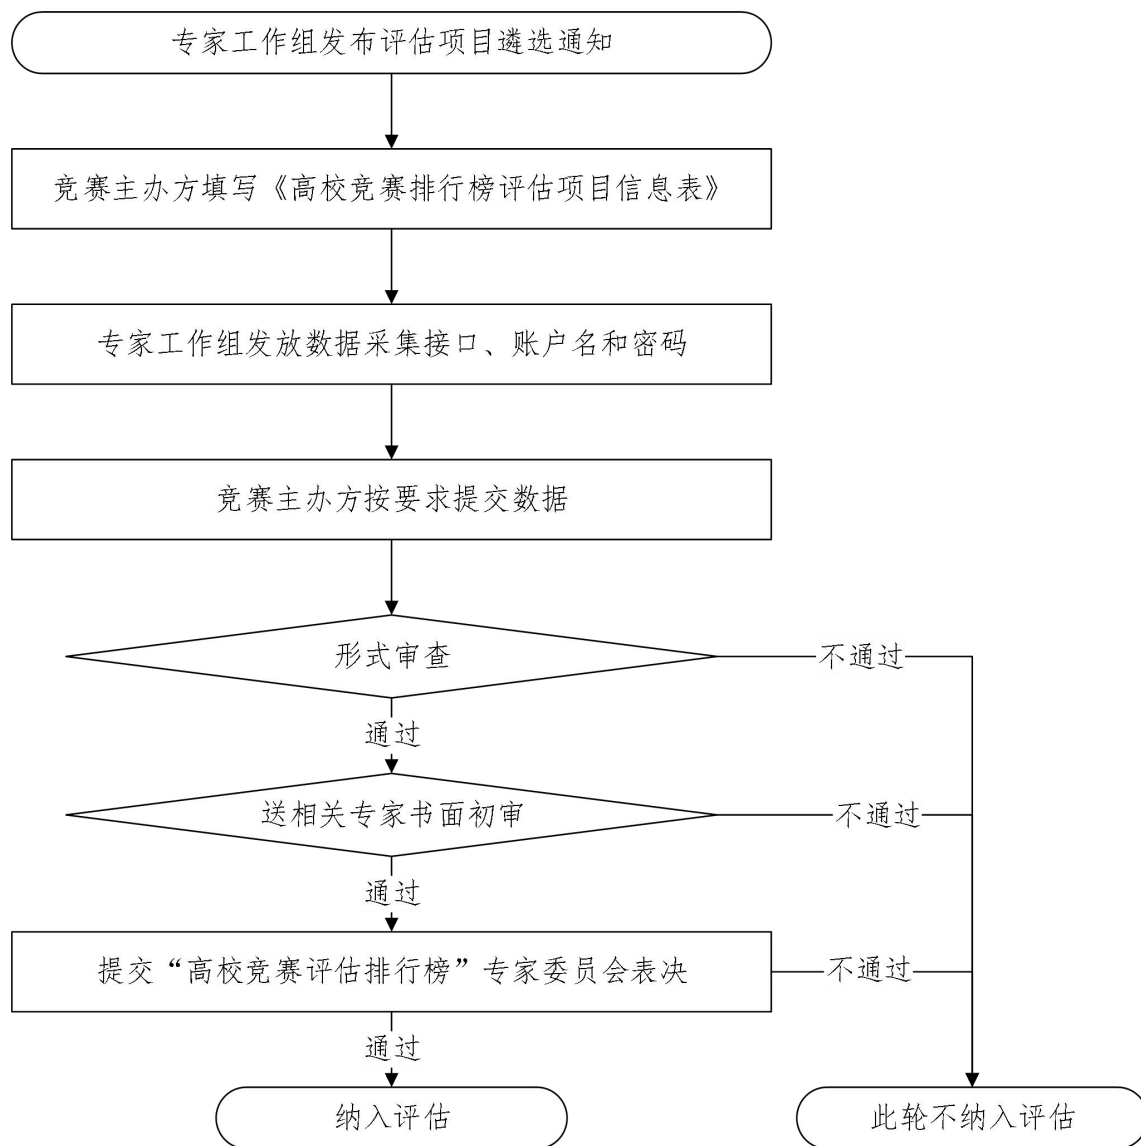 专家工作组发布评估项目遴选通知
竞赛主办方填写《高校竞赛排行榜评估项目信息表》
专家工作组发放数据采集接口、账户名和密码
竞赛主办方按要求提交数据
形式审查
不通过
通过
送相关专家书面初审
不通过
通过
提交“高校竞赛评估排行榜”专家委员会表决
不通过
通过
纳入评估
此轮不纳入评估